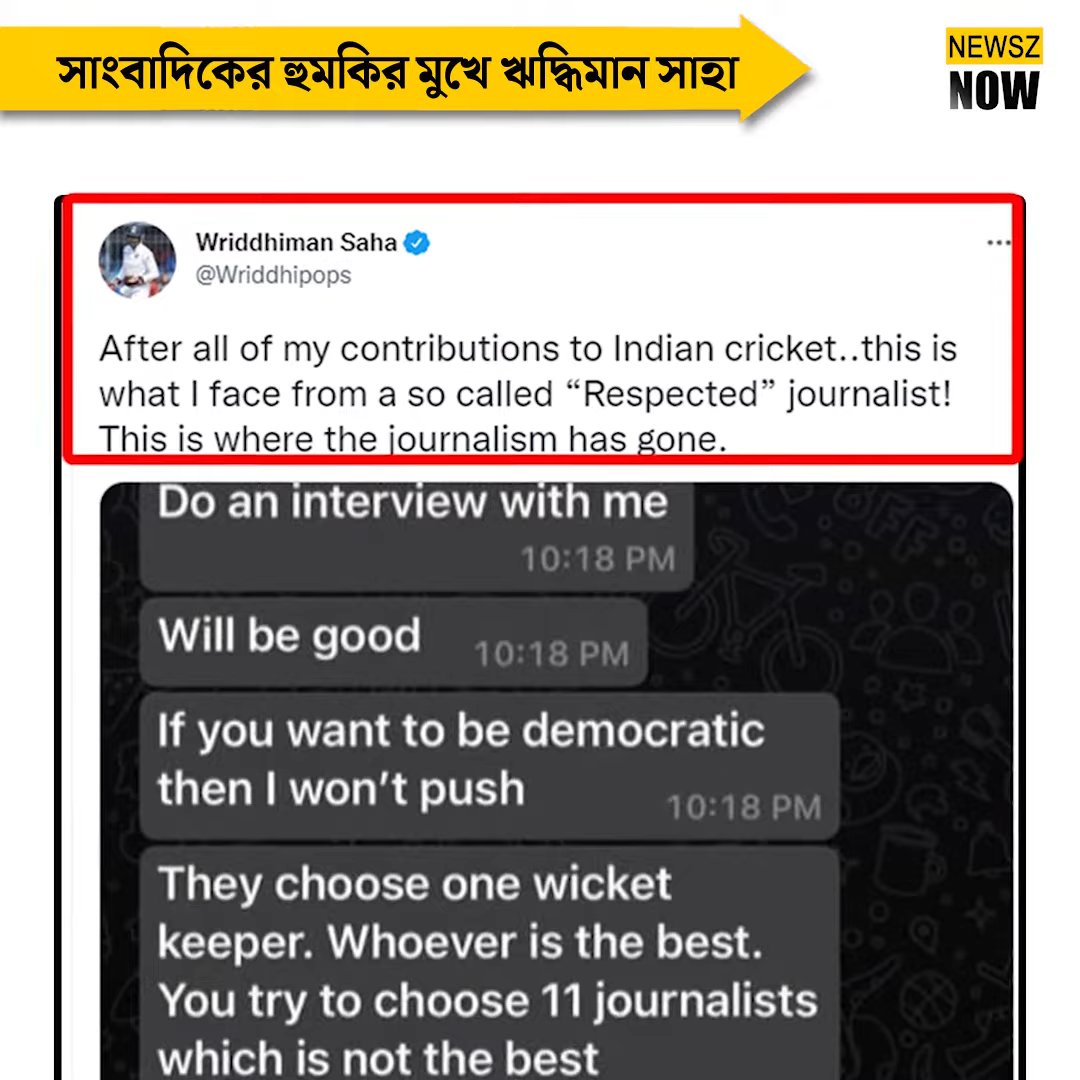 সাংবাদিকের হুমকির মুখে ঋদ্ধিমান সাহা
NEWSZ
NOW
Wriddhiman Saha
@Wriddhipops
After all of my contributions to Indian cricket..this is
what I face from a so called “Respected” journalist!
This is where the journalism has gone.
Do an interview with me
10:18 PM
Will be good 10:18 PM
If you want to be democratic
then I won’t push 10:18 PM
They choose one wicket
keeper. Whoever is the best.
You try to choose 11 journalists
which is not the best